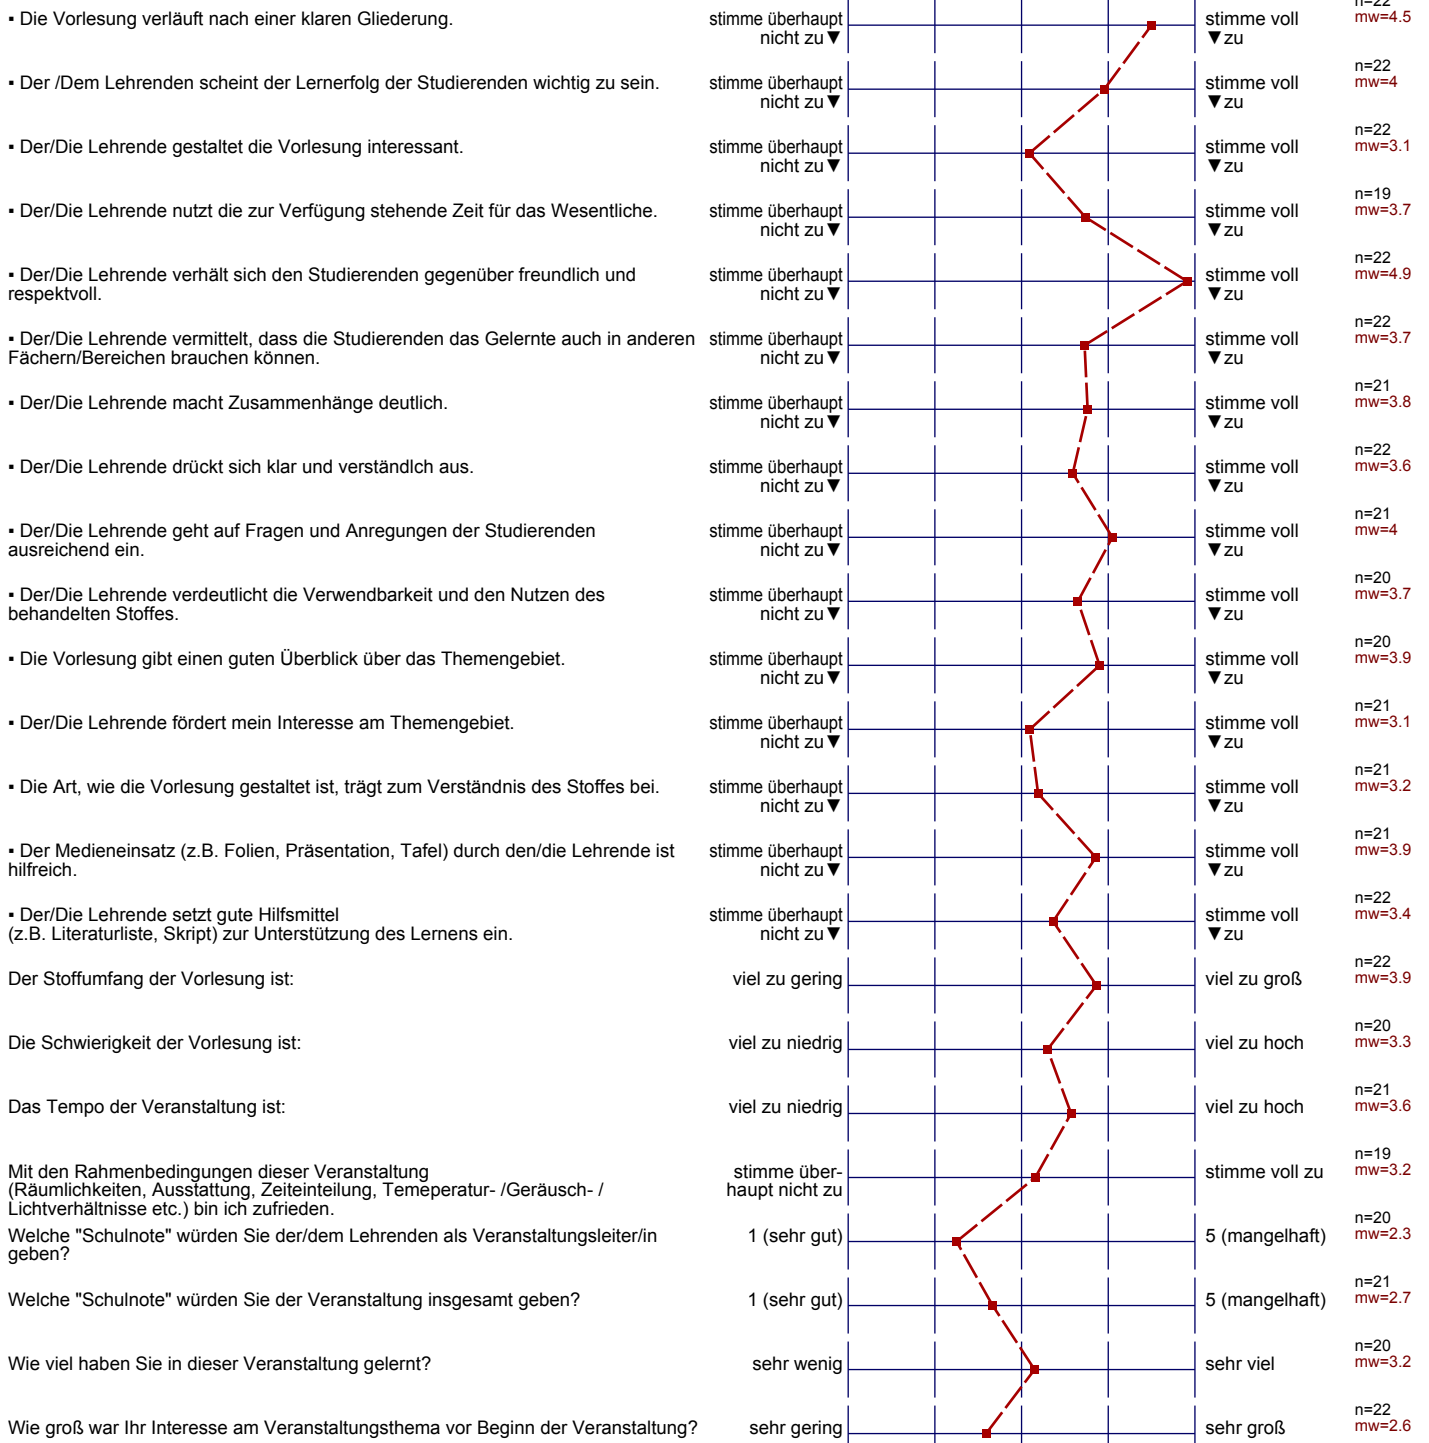 n=22
▪ Die Vorlesung verläuft nach einer klaren Gliederung. stimme überhaupt stimme voll mw=4.5
nicht zu▼ ▼zu
n=22
▪ Der /Dem Lehrenden scheint der Lernerfolg der Studierenden wichtig zu sein. stimme überhaupt stimme voll mw=4
nicht zu▼ ▼zu
n=22
▪ Der/Die Lehrende gestaltet die Vorlesung interessant. stimme überhaupt stimme voll mw=3.1
nicht zu▼ ▼zu
n=19
▪ Der/Die Lehrende nutzt die zur Verfügung stehende Zeit für das Wesentliche. stimme überhaupt stimme voll mw=3.7
nicht zu▼ ▼zu
n=22
▪ Der/Die Lehrende verhält sich den Studierenden gegenüber freundlich und stimme überhaupt stimme voll mw=4.9
respektvoll. nicht zu▼ ▼zu
n=22
▪ Der/Die Lehrende vermittelt, dass die Studierenden das Gelernte auch in anderen stimme überhaupt stimme voll mw=3.7
Fächern/Bereichen brauchen können. nicht zu▼ ▼zu
n=21
▪ Der/Die Lehrende macht Zusammenhänge deutlich. stimme überhaupt stimme voll mw=3.8
nicht zu▼ ▼zu
n=22
▪ Der/Die Lehrende drückt sich klar und verständlch aus. stimme überhaupt stimme voll mw=3.6
nicht zu▼ ▼zu
n=21
▪ Der/Die Lehrende geht auf Fragen und Anregungen der Studierenden stimme überhaupt stimme voll mw=4
ausreichend ein. nicht zu▼ ▼zu
n=20
▪ Der/Die Lehrende verdeutlicht die Verwendbarkeit und den Nutzen des stimme überhaupt stimme voll mw=3.7
behandelten Stoffes. nicht zu▼ ▼zu
n=20
▪ Die Vorlesung gibt einen guten Überblick über das Themengebiet. stimme überhaupt stimme voll mw=3.9
nicht zu▼ ▼zu
n=21
▪ Der/Die Lehrende fördert mein Interesse am Themengebiet. stimme überhaupt stimme voll mw=3.1
nicht zu▼ ▼zu
n=21
▪ Die Art, wie die Vorlesung gestaltet ist, trägt zum Verständnis des Stoffes bei. stimme überhaupt stimme voll mw=3.2
nicht zu▼ ▼zu
n=21
▪ Der Medieneinsatz (z.B. Folien, Präsentation, Tafel) durch den/die Lehrende ist stimme überhaupt stimme voll mw=3.9
hilfreich. nicht zu▼ ▼zu
n=22
▪ Der/Die Lehrende setzt gute Hilfsmittel stimme überhaupt stimme voll mw=3.4
(z.B. Literaturliste, Skript) zur Unterstützung des Lernens ein. nicht zu▼ ▼zu
n=22
Der Stoffumfang der Vorlesung ist: viel zu gering viel zu groß mw=3.9
n=20
Die Schwierigkeit der Vorlesung ist: viel zu niedrig viel zu hoch mw=3.3
n=21
Das Tempo der Veranstaltung ist: viel zu niedrig viel zu hoch mw=3.6
n=19
Mit den Rahmenbedingungen dieser Veranstaltung stimme über- stimme voll zu mw=3.2
(Räumlichkeiten, Ausstattung, Zeiteinteilung, Temeperatur- /Geräusch- / haupt nicht zu
Lichtverhältnisse etc.) bin ich zufrieden.
n=20
Welche "Schulnote" würden Sie der/dem Lehrenden als Veranstaltungsleiter/in 1 (sehr gut) 5 (mangelhaft) mw=2.3
geben?
n=21
Welche "Schulnote" würden Sie der Veranstaltung insgesamt geben? 1 (sehr gut) 5 (mangelhaft) mw=2.7
n=20
Wie viel haben Sie in dieser Veranstaltung gelernt? sehr wenig sehr viel mw=3.2
n=22
Wie groß war Ihr Interesse am Veranstaltungsthema vor Beginn der Veranstaltung? sehr gering sehr groß mw=2.6